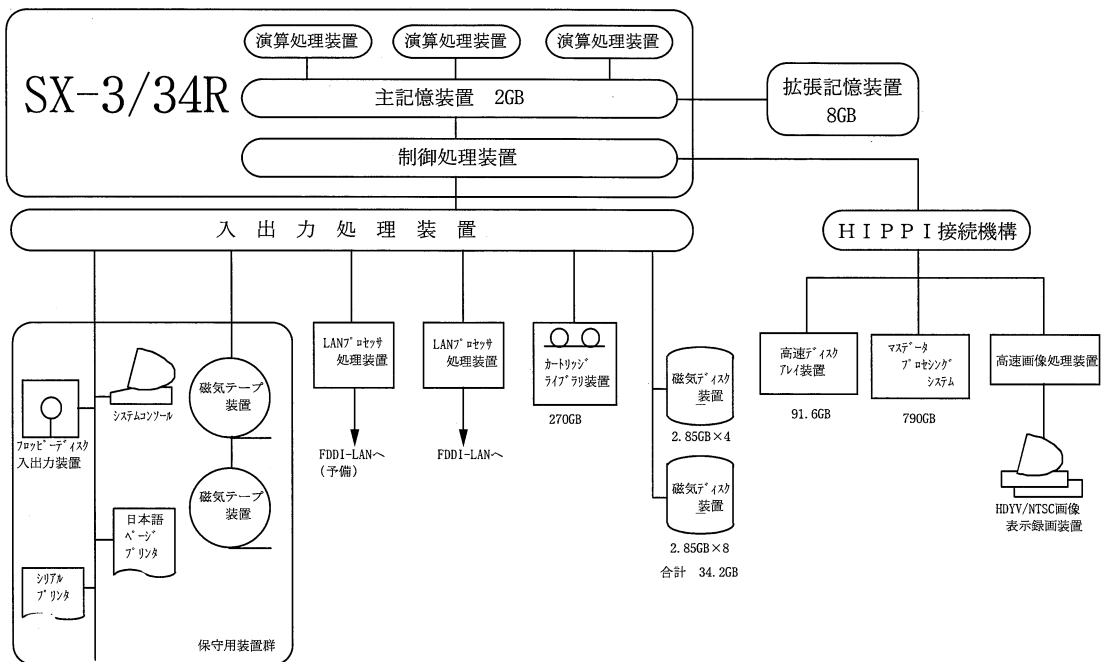 演算処理装置
演算処理装置
演算処理装置
SX-3/34R
主記憶装置 2GB
拡張記憶装置
8GB
制御処理装置
入出力処理装置
ＨＩＰＰＩ接続機構
LANﾌﾟﾛｾｯｻ
処理装置
LANﾌﾟﾛｾｯｻ
処理装置
ｶｰﾄﾘｯｼﾞ
ﾗｲﾌﾞﾗﾘ装置
270GB
高速ﾃﾞｨｽｸ
ｱﾚｲ装置
91.6GB
ﾏｽﾃﾞｰﾀ
ﾌﾟﾛｾｼﾝｸﾞ
ｼｽﾃﾑ
790GB
高速画像処理装置
磁気ﾃﾞｨｽｸ
装置
2.85GB×4
磁気ﾃﾞｨｽｸ
装置
2.85GB×8
合計 34.2GB
HDYV/NTSC画像
表示録画装置
FDDI-LANへ
(予備)
FDDI-LANへ
ｼｽﾃﾑｺﾝｿｰﾙ
磁気テープ
装置
磁気テープ
装置
ﾌﾛｯﾋﾟｰﾃﾞｨｽｸ
入出力装置
日本語
ﾍﾟｰｼﾞ
ﾌﾟﾘﾝﾀ
ｼﾘｱﾙ
ﾌﾟﾘﾝﾀ
保守用装置群